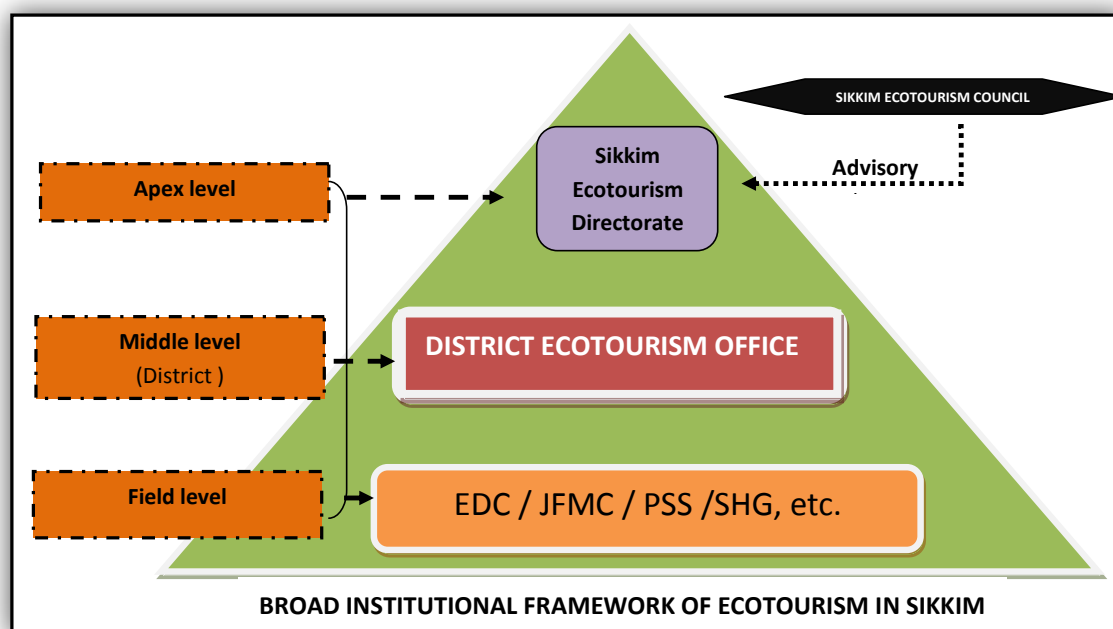 SIKKIM ECOTOURISM COUNCIL
Advisory
Apex level
Sikkim
Ecotourism
Directorate
Middle level
(District )
DISTRICT ECOTOURISM OFFICE
Field level
EDC / JFMC / PSS /SHG, etc.
BROAD INSTITUTIONAL FRAMEWORK OF ECOTOURISM IN SIKKIM